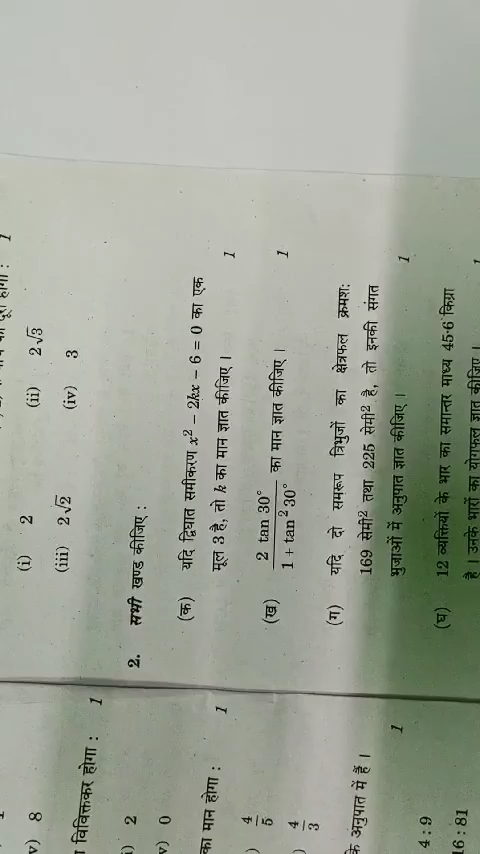 1
(i) 2 (ii) 2√3
(iii) 2√2 (iv) 3
2. सभी खण्ड कीजिए :
(क) यदि द्विघात समीकरण x² − 2kx − 6 = 0 का एक
मूल 3 है, तो k का मान ज्ञात कीजिए । 1
(ख) 2 tan 30° / 1 + tan² 30° का मान ज्ञात कीजिए । 1
(ग) यदि दो समरूप त्रिभुजों का क्षेत्रफल क्रमशः
169 सेमी² तथा 225 सेमी² है, तो इनकी संगत
भुजाओं में अनुपात ज्ञात कीजिए । 1
(घ) 12 व्यक्तियों के भार का समान्तर माध्य 45·6 किग्रा
है । उनके भारों का योगफल ज्ञात कीजिए । 1
v) 8
विविक्तकर होगा : 1
i) 2
v) 0
का मान होगा : 1
) 4/5
) 4/3
के अनुपात में हैं ।
1
4 : 9
16 : 81